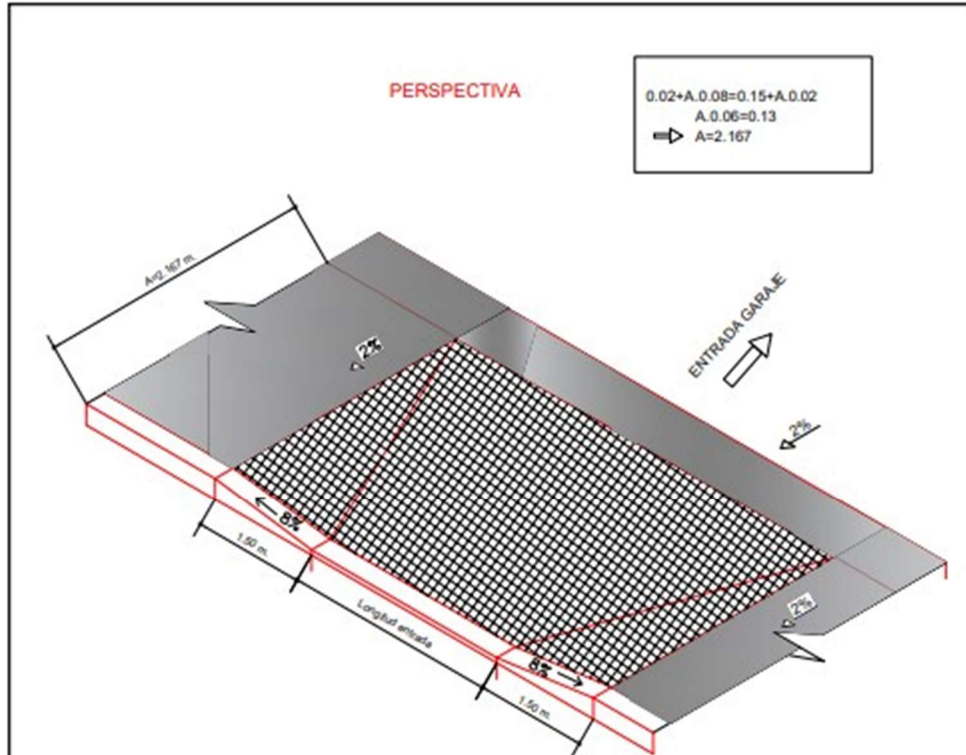 PERSPECTIVA
0.02+A.0.08=0.15+A.0.02
A.0.06=0.13
A=2.167
A=2.167 m.
ENTRADA GARAJE
2%
2%
2%
8%
8%
1.50 m.
Longitud entrada
1.50 m.